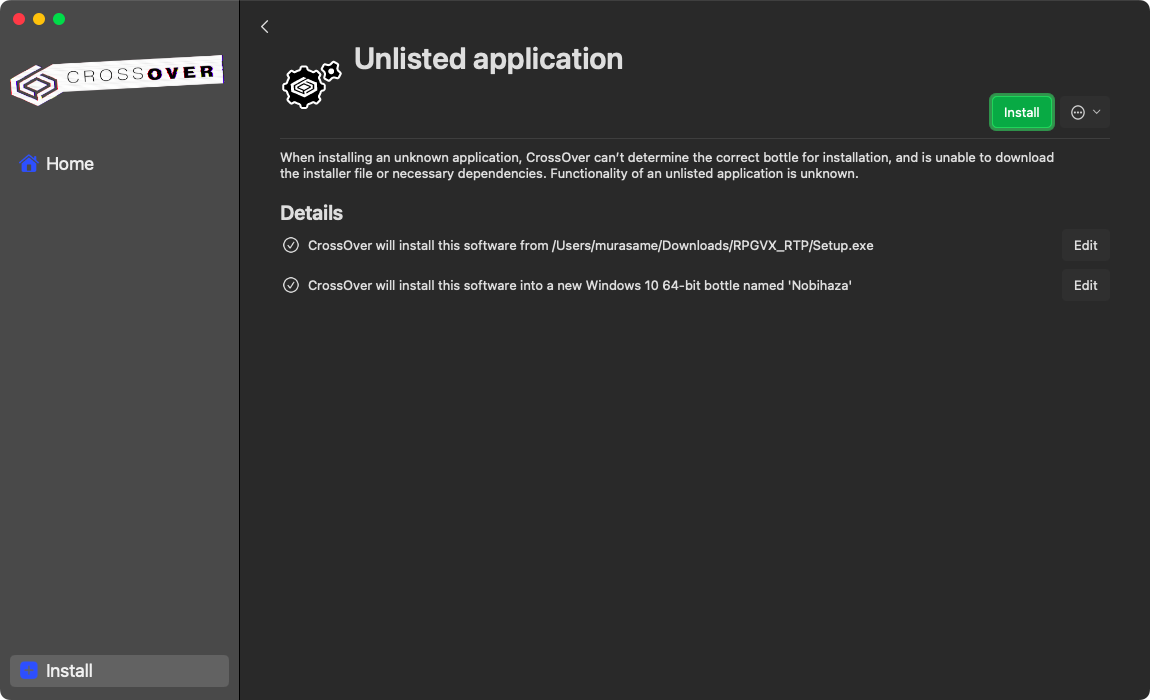 CROSSOVER
Home
Install
Unlisted application
Install
When installing an unknown application, CrossOver can’t determine the correct bottle for installation, and is unable to download
the installer file or necessary dependencies. Functionality of an unlisted application is unknown.
Details
CrossOver will install this software from /Users/murasame/Downloads/RPGVX_RTP/Setup.exe
Edit
CrossOver will install this software into a new Windows 10 64-bit bottle named 'Nobihaza'
Edit